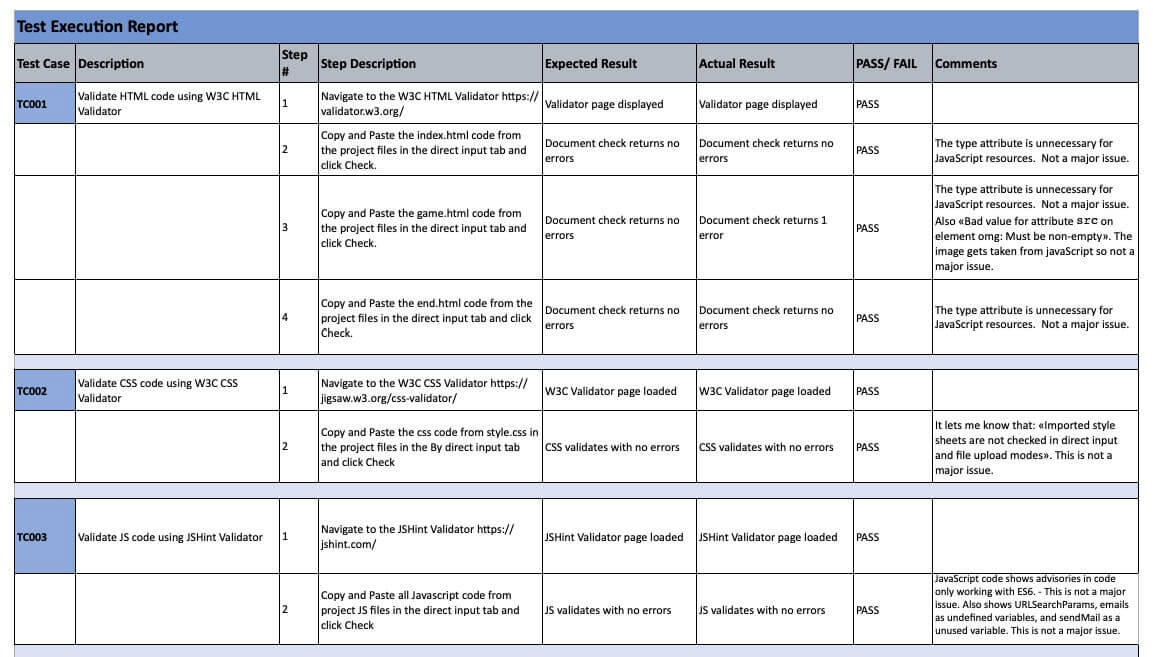 Test Execution Report
Test Case Description Step # Step Description Expected Result Actual Result PASS/ FAIL Comments
TC001
Validate HTML code using W3C HTML
Validator
1
Navigate to the W3C HTML Validator https://
validator.w3.org/
Validator page displayed
Validator page displayed
PASS
2
Copy and Paste the index.html code from
the project files in the direct input tab and
click Check.
Document check returns no
errors
Document check returns no
errors
PASS
The type attribute is unnecessary for
JavaScript resources. Not a major issue.
3
Copy and Paste the game.html code from
the project files in the direct input tab and
click Check.
Document check returns no
errors
Document check returns 1
error
PASS
The type attribute is unnecessary for
JavaScript resources. Not a major issue.
Also «Bad value for attribute src on
element omg: Must be non-empty». The
image gets taken from javaScript so not a
major issue.
4
Copy and Paste the end.html code from the
project files in the direct input tab and click
Check.
Document check returns no
errors
Document check returns no
errors
PASS
The type attribute is unnecessary for
JavaScript resources. Not a major issue.
TC002
Validate CSS code using W3C CSS
Validator
1
Navigate to the W3C CSS Validator https://
jigsaw.w3.org/css-validator/
W3C Validator page loaded
W3C Validator page loaded
PASS
2
Copy and Paste the css code from style.css in
the project files in the By direct input tab
and click Check
CSS validates with no errors
CSS validates with no errors
PASS
It lets me know that: «Imported style
sheets are not checked in direct input
and file upload modes». This is not a
major issue.
TC003
Validate JS code using JSHint Validator
1
Navigate to the JSHint Validator https://
jshint.com/
JSHint Validator page loaded
JSHint Validator page loaded
PASS
2
Copy and Paste all Javascript code from
project JS files in the direct input tab and
click Check
JS validates with no errors
JS validates with no errors
PASS
JavaScript code shows advisories in code
only working with ES6. - This is not a major
issue. Also shows URLSearchParams, emails
as undefined variables, and sendMail as a
unused variable. This is not a major issue.